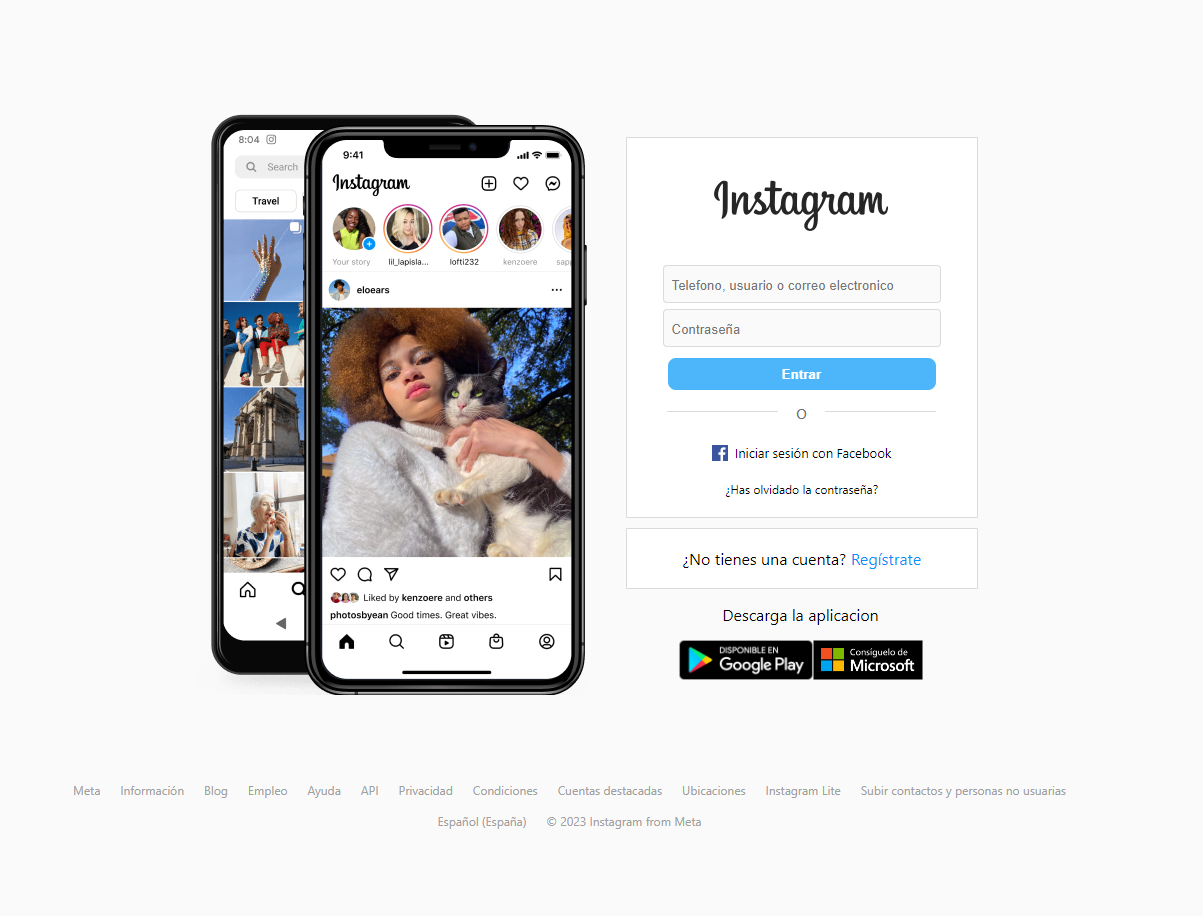 8:04
Search
Travel
9:41
Instagram
Your story
lil_lapisla...
lofti232
kenzoere
sap
eloears
Liked by kenzoere and others
photosbyean Good times. Great vibes.
Instagram
Telefono, usuario o correo electronico
Contraseña
Entrar
O
Iniciar sesión con Facebook
¿Has olvidado la contraseña?
¿No tienes una cuenta? Regístrate
Descarga la aplicacion
DISPONIBLE EN
Google Play
Consíguelo de
Microsoft
Meta Información Blog Empleo Ayuda API Privacidad Condiciones Cuentas destacadas Ubicaciones Instagram Lite Subir contactos y personas no usuarias
Español (España) © 2023 Instagram from Meta